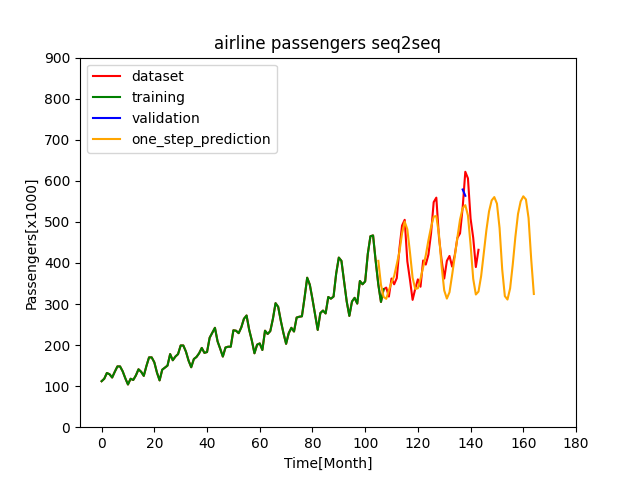 airline passengers seq2seq
900
800
700
600
500
400
300
200
100
0
Passengers[x1000]
dataset
training
validation
one_step_prediction
0 20 40 60 80 100 120 140 160 180
Time[Month]